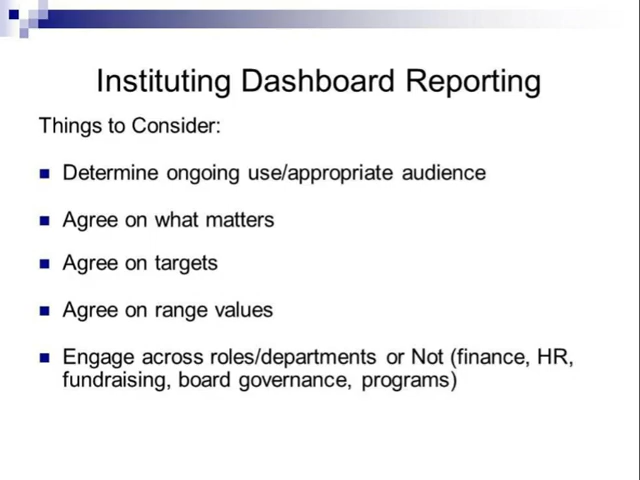 Instituting Dashboard Reporting
Things to Consider:
Determine ongoing use/appropriate audience
Agree on what matters
Agree on targets
Agree on range values
Engage across roles/departments or Not (finance, HR,
fundraising, board governance, programs)